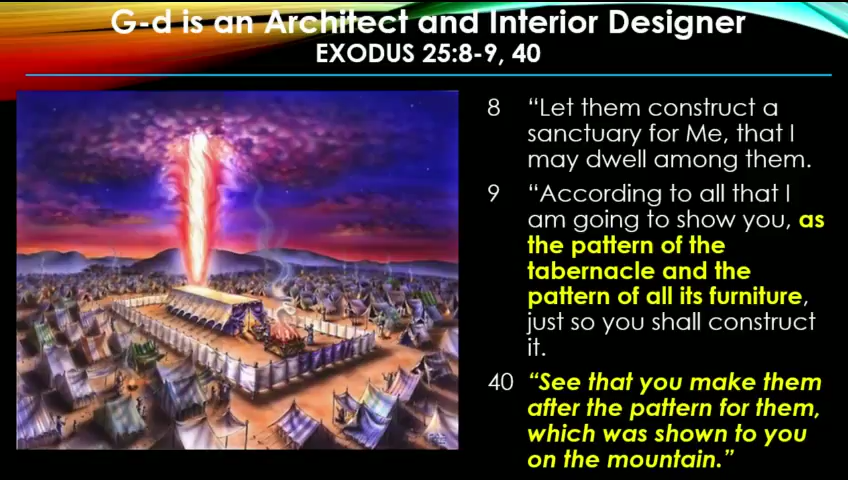 G-d is an Architect and Interior Designer
EXODUS 25:8-9, 40
8 “Let them construct a
sanctuary for Me, that I
may dwell among them.
9 “According to all that I
am going to show you, as
the pattern of the
tabernacle and the
pattern of all its furniture,
just so you shall construct
it.
40 “See that you make them
after the pattern for them,
which was shown to you
on the mountain.”